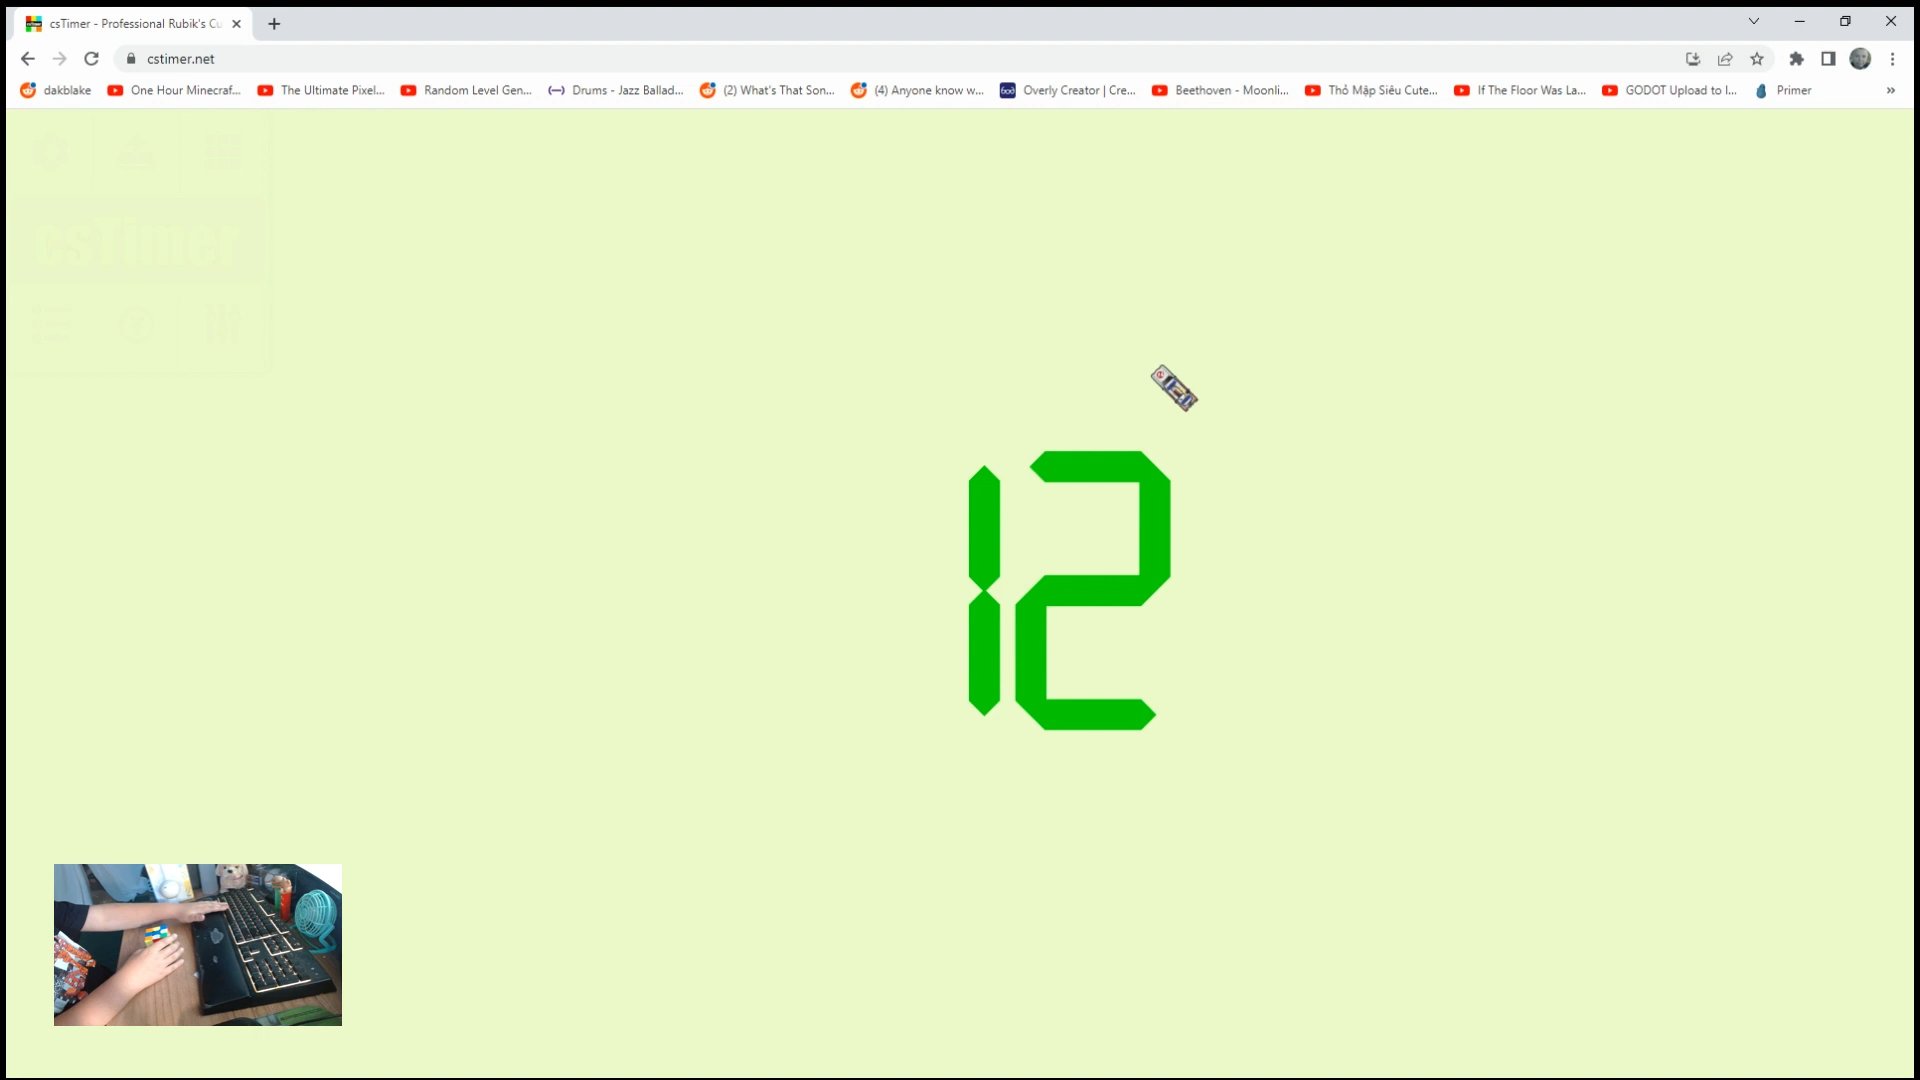 csTimer - Professional Rubik's Cu
cstimer.net
dakblake
One Hour Minecraf...
The Ultimate Pixel...
Random Level Gen...
Drums - Jazz Ballad...
(2) What's That Son...
(4) Anyone know w...
Overly Creator | Cre...
Beethoven - Moonli...
Thỏ Mập Siêu Cute...
If The Floor Was La...
GODOT Upload to I...
Primer
csTimer
12